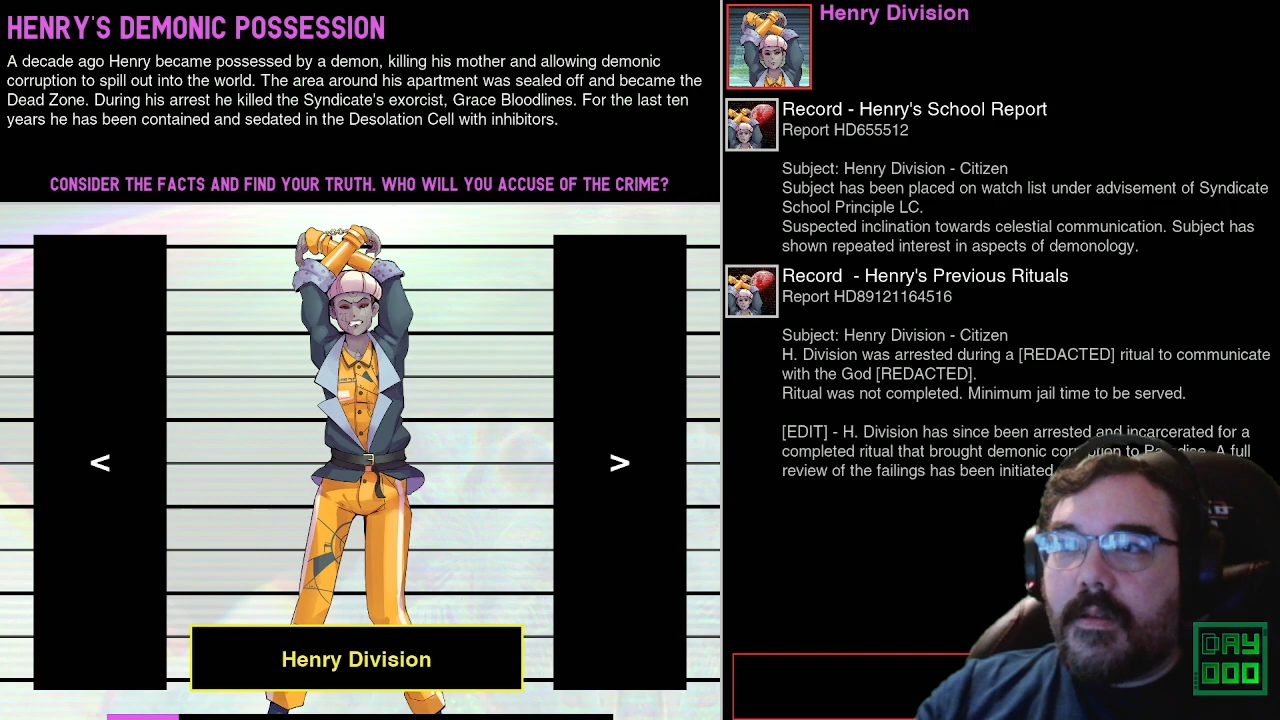 HENRY'S DEMONIC POSSESSION
A decade ago Henry became possessed by a demon, killing his mother and allowing demonic
corruption to spill out into the world. The area around his apartment was sealed off and became the
Dead Zone. During his arrest he killed the Syndicate's exorcist, Grace Bloodlines. For the last ten
years he has been contained and sedated in the Desolation Cell with inhibitors.
CONSIDER THE FACTS AND FIND YOUR TRUTH. WHO WILL YOU ACCUSE OF THE CRIME?
<
>
Henry Division
Henry Division
Record - Henry's School Report
Report HD655512
Subject: Henry Division - Citizen
Subject has been placed on watch list under advisement of Syndicate
School Principle LC.
Suspected inclination towards celestial communication. Subject has
shown repeated interest in aspects of demonology.
Record - Henry's Previous Rituals
Report HD89121164516
Subject: Henry Division - Citizen
H. Division was arrested during a [REDACTED] ritual to communicate
with the God [REDACTED].
Ritual was not completed. Minimum jail time to be served.
[EDIT] - H. Division has since been arrested and incarcerated for a
completed ritual that brought demonic corruption to Paradise. A full
review of the failings has been initiated
DAY
000